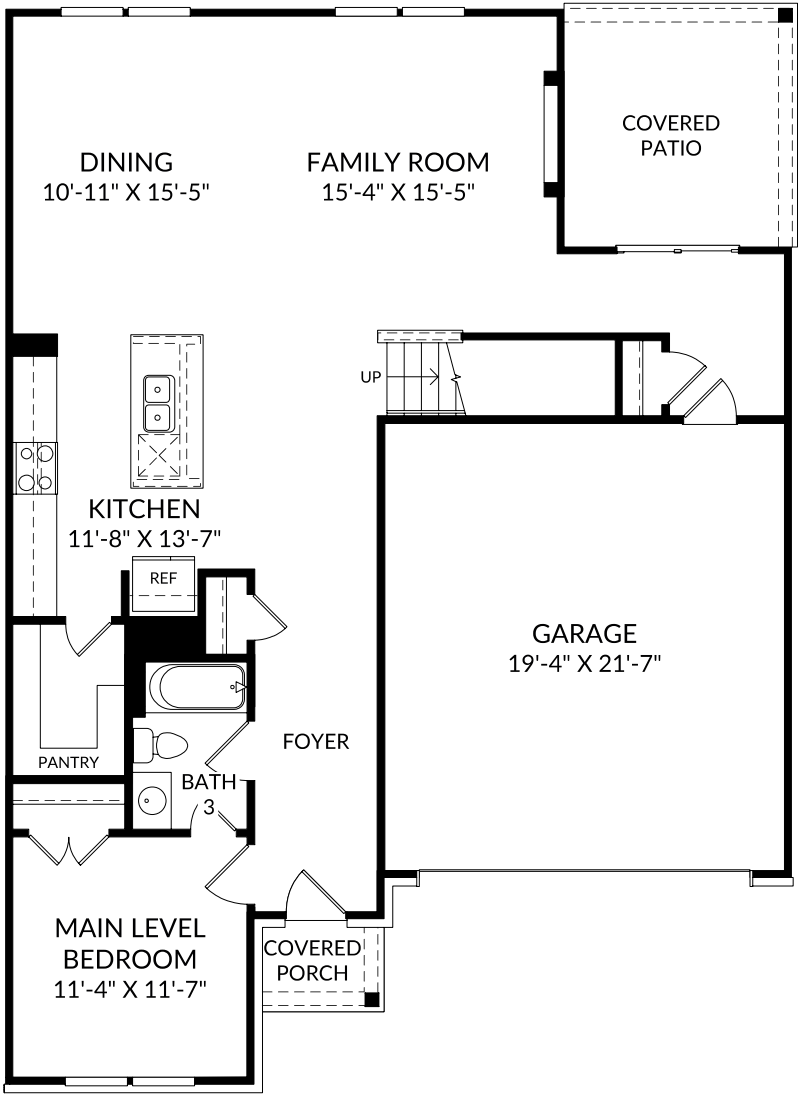 COVERED
PATIO
DINING
10'-11" X 15'-5"
FAMILY ROOM
15'-4" X 15'-5"
UP
KITCHEN
11'-8" X 13'-7"
REF
GARAGE
19'-4" X 21'-7"
FOYER
PANTRY
BATH
3
MAIN LEVEL
BEDROOM
11'-4" X 11'-7"
COVERED
PORCH